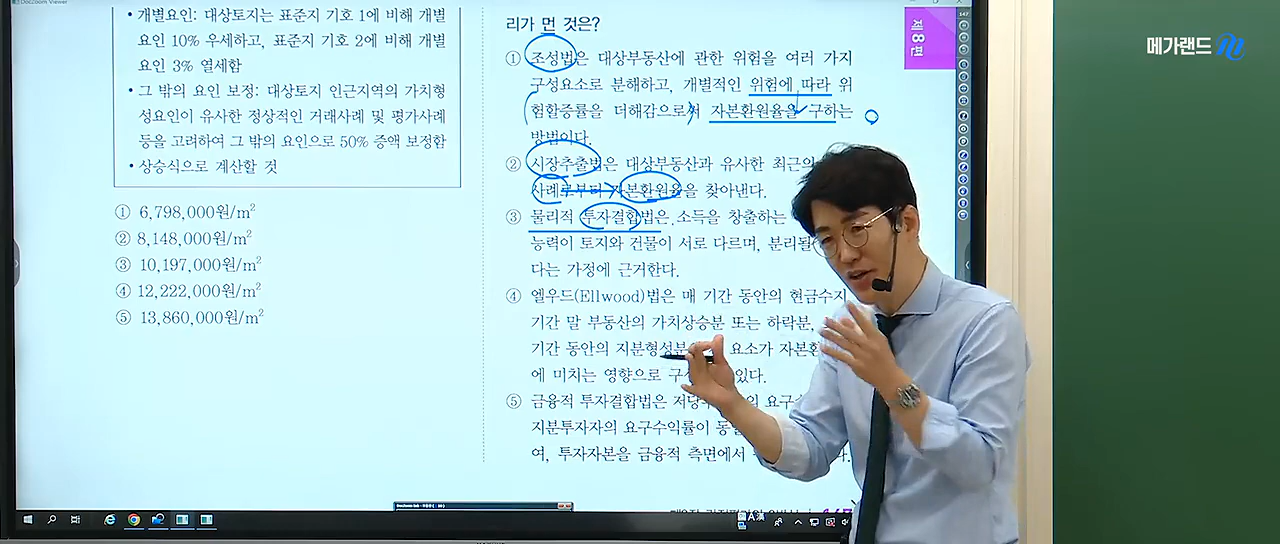 Doczoom Viewer
• 개별요인: 대상토지는 표준지 기호 1에 비해 개별
요인 10% 우세하고, 표준지 기호 2에 비해 개별
요인 3% 열세함
• 그 밖의 요인 보정: 대상토지 인근지역의 가치형
성요인이 유사한 정상적인 거래사례 및 평가사례
등을 고려하여 그 밖의 요인으로 50% 증액 보정함
• 상승식으로 계산할 것
① 6,798,000원/m²
② 8,148,000원/m²
③ 10,197,000원/m²
④ 12,222,000원/m²
⑤ 13,860,000원/m²
리가 먼 것은?
① 조성법은 대상부동산에 관한 위험을 여러 가지
구성요소로 분해하고, 개별적인 위험에 따라 위
험할증률을 더해감으로써 자본환원율을 구하는
방법이다.
② 시장추출법은 대상부동산과 유사한 최근의
사례로부터 자본환원율을 찾아낸다.
③ 물리적 투자결합법은 소득을 창출하는
능력이 토지와 건물이 서로 다르며, 분리될
다는 가정에 근거한다.
④ 엘우드(Ellwood)법은 매 기간 동안의 현금수지
기간 말 부동산의 가치상승분 또는 하락분,
기간 동안의 지분형성분 요소가 자본환
에 미치는 영향으로 구성 있다.
⑤ 금융적 투자결합법은 저당 의 요구
지분투자자의 요구수익률이 동
여, 투자자본을 금융적 측면에서
제8편
147
메가랜드
A 漢